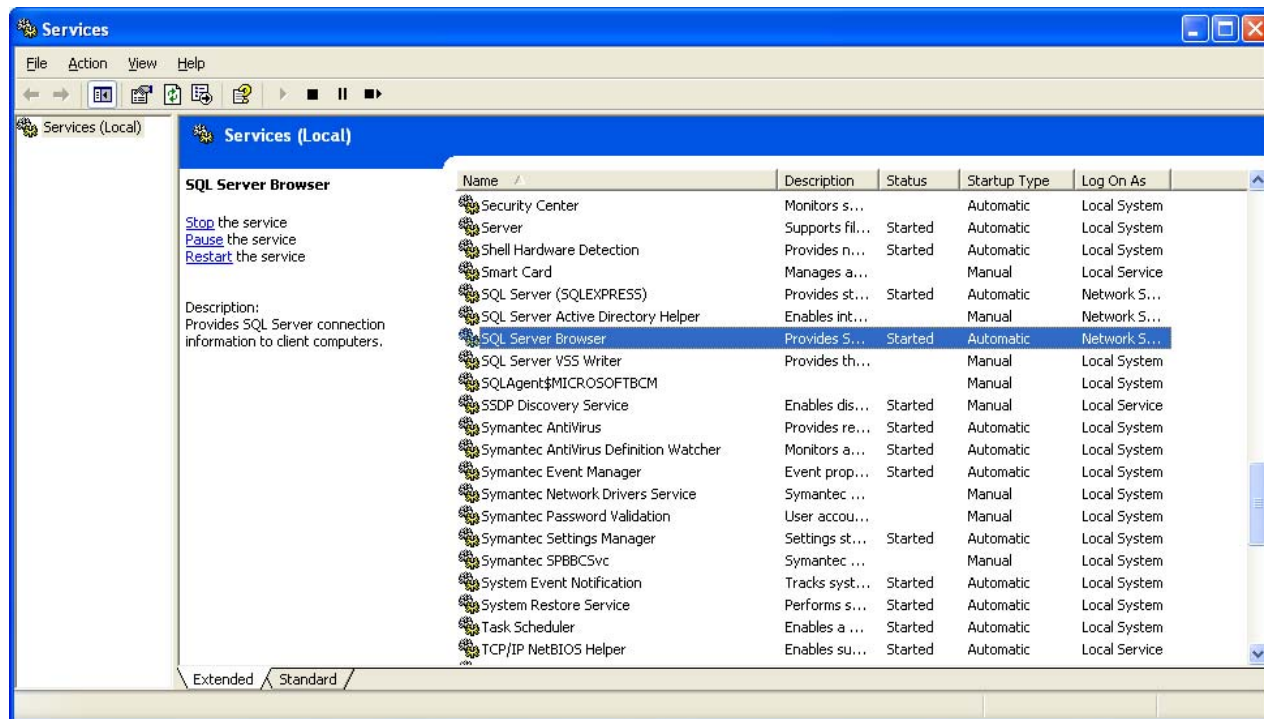 Services
File Action View Help
Services (Local)
Services (Local)
SQL Server Browser
Stop the service
Pause the service
Restart the service
Description:
Provides SQL Server connection
information to client computers.
Name Description Status Startup Type Log On As
Security Center Monitors s... Automatic Local System
Server Supports fil... Started Automatic Local System
Shell Hardware Detection Provides n... Started Automatic Local System
Smart Card Manages a... Manual Local Service
SQL Server (SQLEXPRESS) Provides st... Started Automatic Network S...
SQL Server Active Directory Helper Enables int... Manual Network S...
SQL Server Browser Provides S... Started Automatic Network S...
SQL Server VSS Writer Provides th... Manual Local System
SQLAgent$MICROSOFTBCM Manual Local System
SSDP Discovery Service Enables dis... Started Manual Local Service
Symantec AntiVirus Provides re... Started Automatic Local System
Symantec AntiVirus Definition Watcher Monitors a... Started Automatic Local System
Symantec Event Manager Event prop... Started Automatic Local System
Symantec Network Drivers Service Symantec ... Manual Local System
Symantec Password Validation User accou... Manual Local System
Symantec Settings Manager Settings st... Started Automatic Local System
Symantec SPBBCSvc Symantec ... Manual Local System
System Event Notification Tracks syst... Started Automatic Local System
System Restore Service Performs s... Started Automatic Local System
Task Scheduler Enables a ... Started Automatic Local System
TCP/IP NetBIOS Helper Enables su... Started Automatic Local Service
Extended Standard